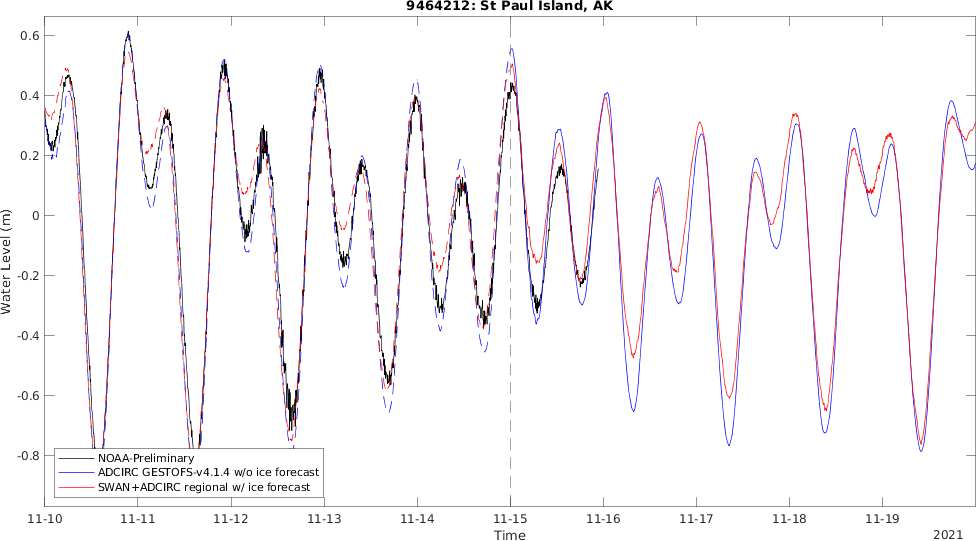 9464212: St Paul Island, AK
0.6
0.4
0.2
0
-0.2
-0.4
-0.6
-0.8
Water Level (m)
NOAA-Preliminary
ADCIRC GESTOFS-v4.1.4 w/o ice forecast
SWAN+ADCIRC regional w/ ice forecast
11-10 11-11 11-12 11-13 11-14 11-15 11-16 11-17 11-18 11-19
Time
2021